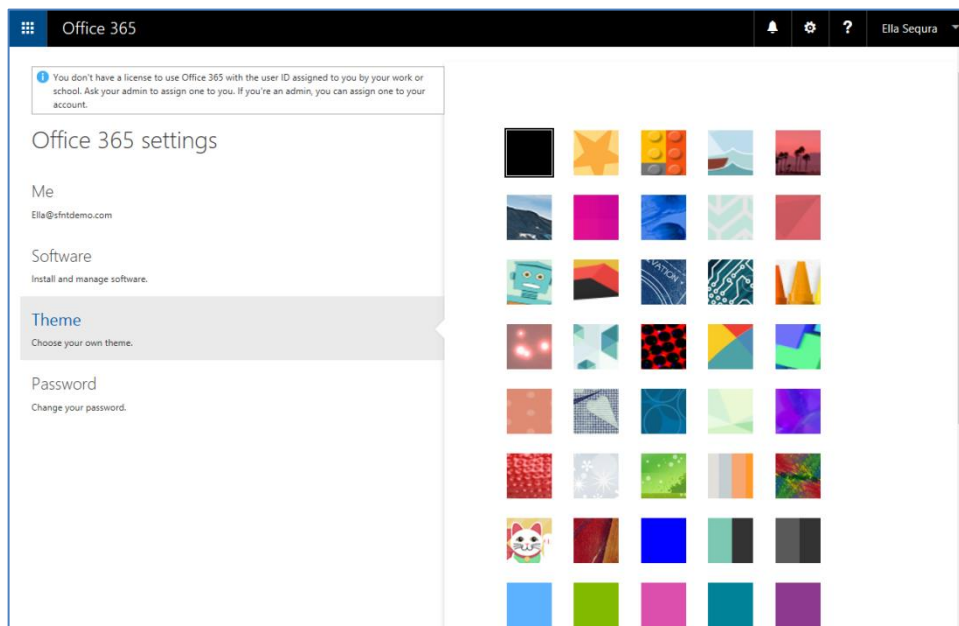 Office 365
?
Ella Sequra
You don't have a license to use Office 365 with the user ID assigned to you by your work or
school. Ask your admin to assign one to you. If you're an admin, you can assign one to your
account.
Office 365 settings
Me
Ella@sfntdemo.com
Software
Install and manage software.
Theme
Choose your own theme.
Password
Change your password.